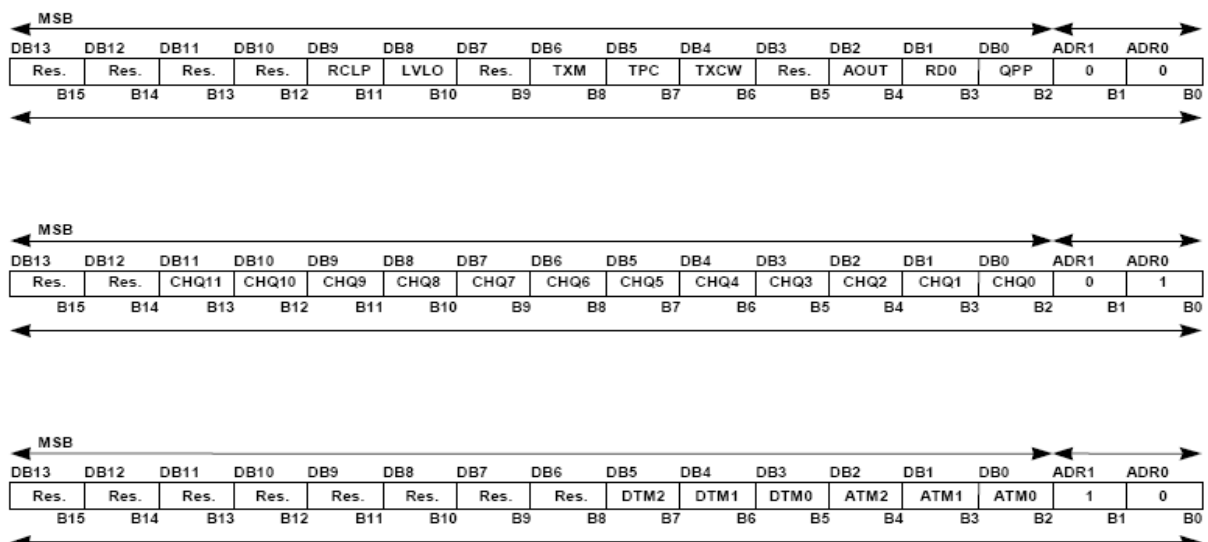 MSB
DB13 DB12 DB11 DB10 DB9 DB8 DB7 DB6 DB5 DB4 DB3 DB2 DB1 DB0 ADR1 ADR0
Res. Res. Res. Res. RCLP LVLO Res. TXM TPC TXCW Res. AOUT RD0 QPP 0 0
B15 B14 B13 B12 B11 B10 B9 B8 B7 B6 B5 B4 B3 B2 B1 B0
MSB
DB13 DB12 DB11 DB10 DB9 DB8 DB7 DB6 DB5 DB4 DB3 DB2 DB1 DB0 ADR1 ADR0
Res. Res. CHQ11 CHQ10 CHQ9 CHQ8 CHQ7 CHQ6 CHQ5 CHQ4 CHQ3 CHQ2 CHQ1 CHQ0 0 1
B15 B14 B13 B12 B11 B10 B9 B8 B7 B6 B5 B4 B3 B2 B1 B0
MSB
DB13 DB12 DB11 DB10 DB9 DB8 DB7 DB6 DB5 DB4 DB3 DB2 DB1 DB0 ADR1 ADR0
Res. Res. Res. Res. Res. Res. Res. Res. DTM2 DTM1 DTM0 ATM2 ATM1 ATM0 1 0
B15 B14 B13 B12 B11 B10 B9 B8 B7 B6 B5 B4 B3 B2 B1 B0